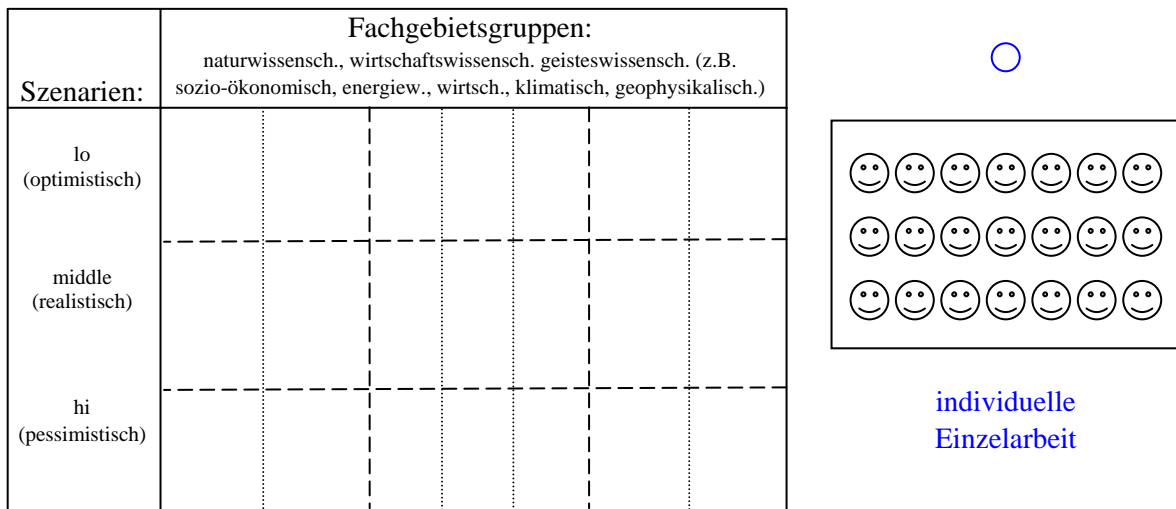 Fachgebietsgruppen:
naturwissensch., wirtschaftswissensch. geisteswissensch. (z.B.
sozio-ökonomisch, energiew., wirtsch., klimatisch, geophysikalisch.)
Szenarien:
lo
(optimistisch)
middle
(realistisch)
hi
(pessimistisch)
individuelle
Einzelarbeit